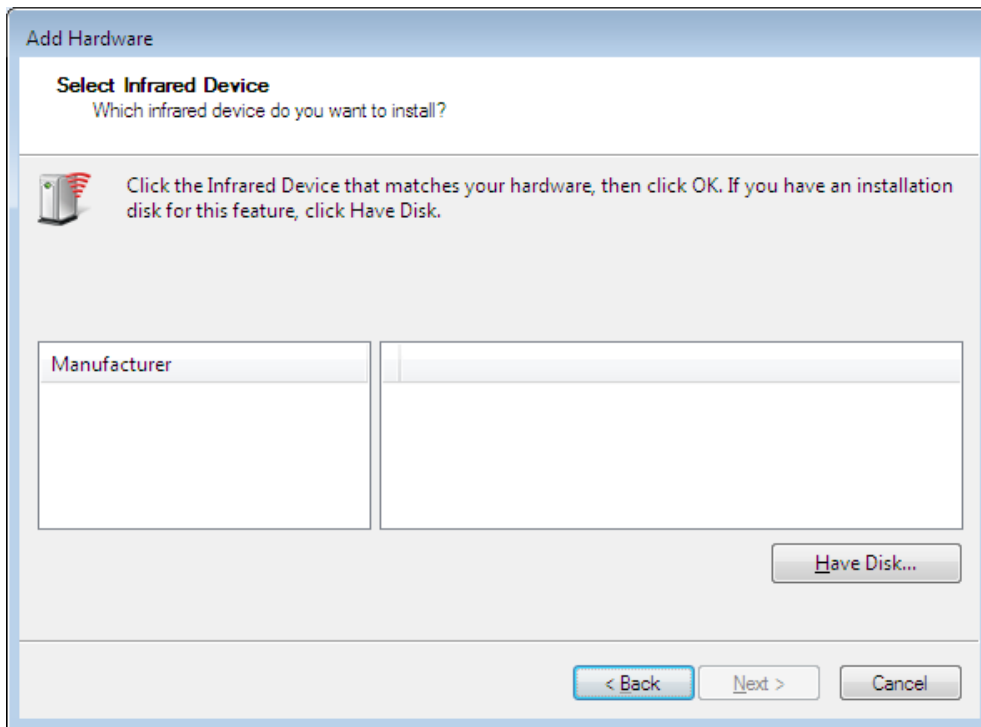 Add Hardware
Select Infrared Device
Which infrared device do you want to install?
Click the Infrared Device that matches your hardware, then click OK. If you have an installation
disk for this feature, click Have Disk.
Manufacturer
Have Disk...
< Back Next > Cancel